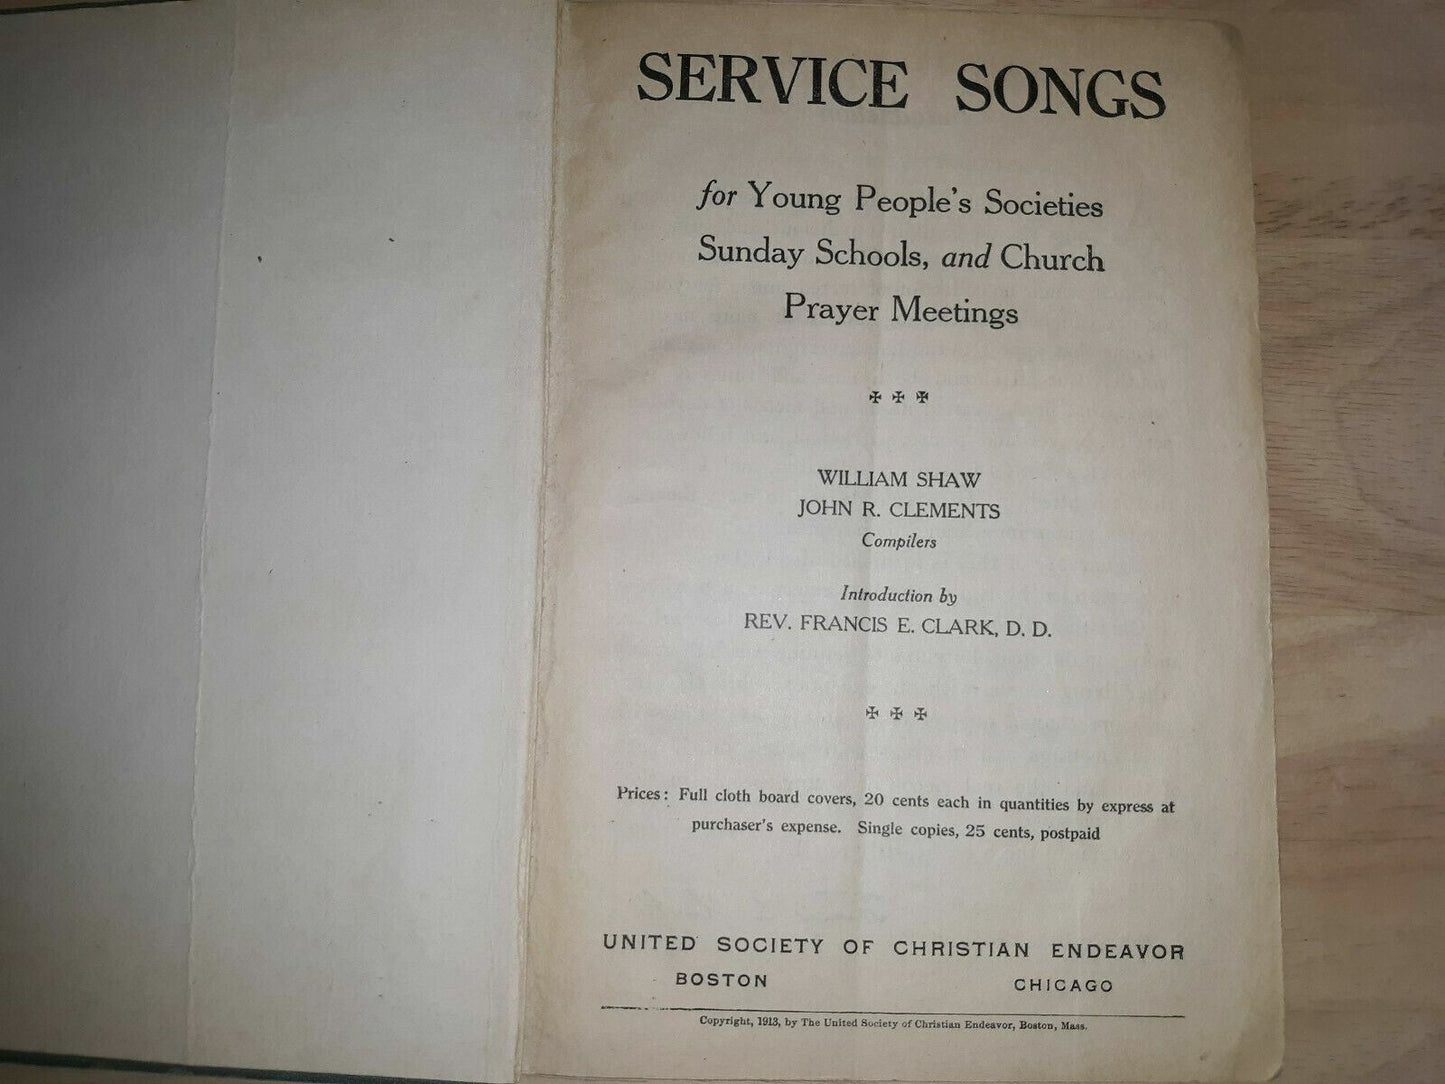 SERVICE SONGS
for Young People's Societies
Sunday Schools, and Church
Prayer Meetings
✠ ✠ ✠
WILLIAM SHAW
JOHN R. CLEMENTS
Compilers
Introduction by
REV. FRANCIS E. CLARK, D. D.
✠ ✠ ✠
Prices: Full cloth board covers, 20 cents each in quantities by express at
purchaser's expense. Single copies, 25 cents, postpaid
UNITED SOCIETY OF CHRISTIAN ENDEAVOR
BOSTON CHICAGO
Copyright, 1913, by The United Society of Christian Endeavor, Boston, Mass.